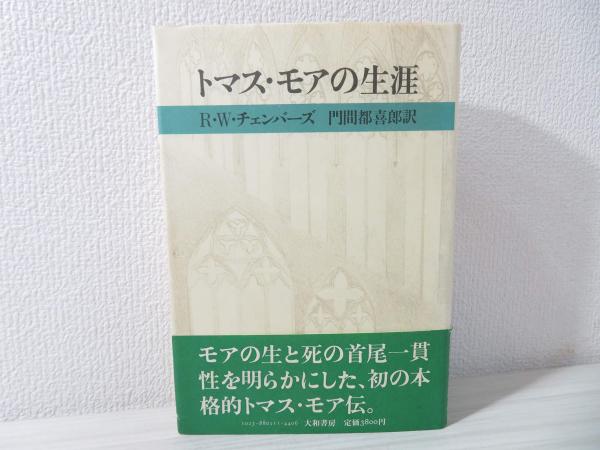 トマス・モアの生涯
R・W・チェンバーズ 門間都喜郎訳
モアの生と死の首尾一貫
性を明らかにした、初の本
格的トマス・モア伝。
1023-880211-4406 大和書房 定価3800円